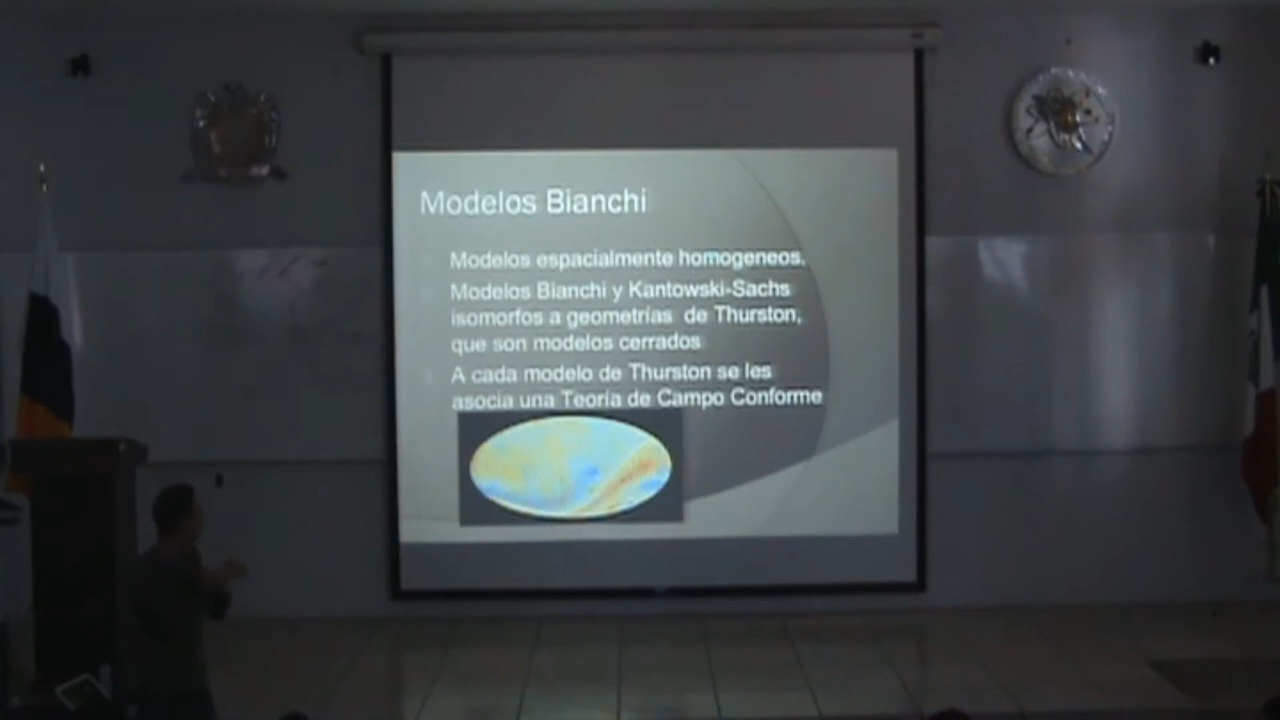 Modelos Bianchi
Modelos espacialmente homogeneos.
Modelos Bianchi y Kantowski-Sachs
isomorfos a geometrías de Thurston,
que son modelos cerrados
A cada modelo de Thurston se les
asocia una Teoría de Campo Conforme